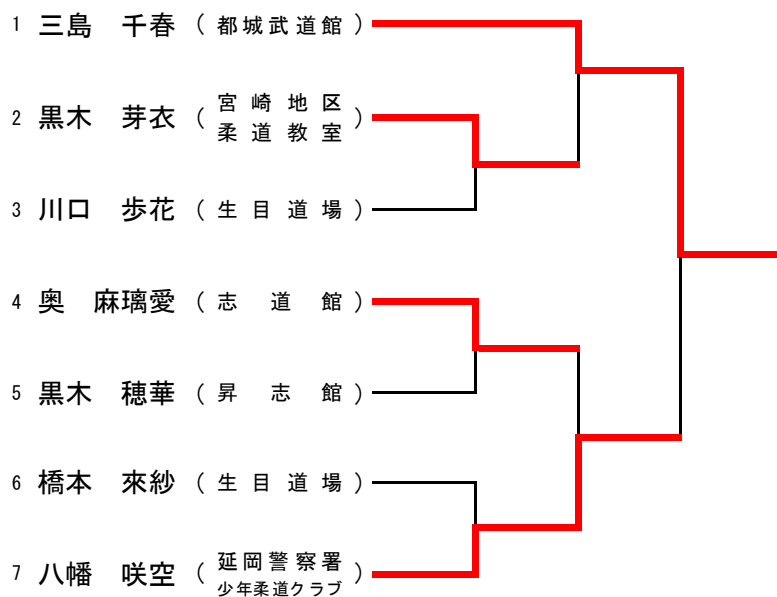 1 三島　千春 ( 都城武道館 )
2 黒木　芽衣 ( 宮崎地区
柔道教室 )
3 川口　歩花 ( 生目道場 )
4 奥　麻璃愛 ( 志道館 )
5 黒木　穂華 ( 昇志館 )
6 橋本　來紗 ( 生目道場 )
7 八幡　咲空 ( 延岡警察署
少年柔道クラブ )